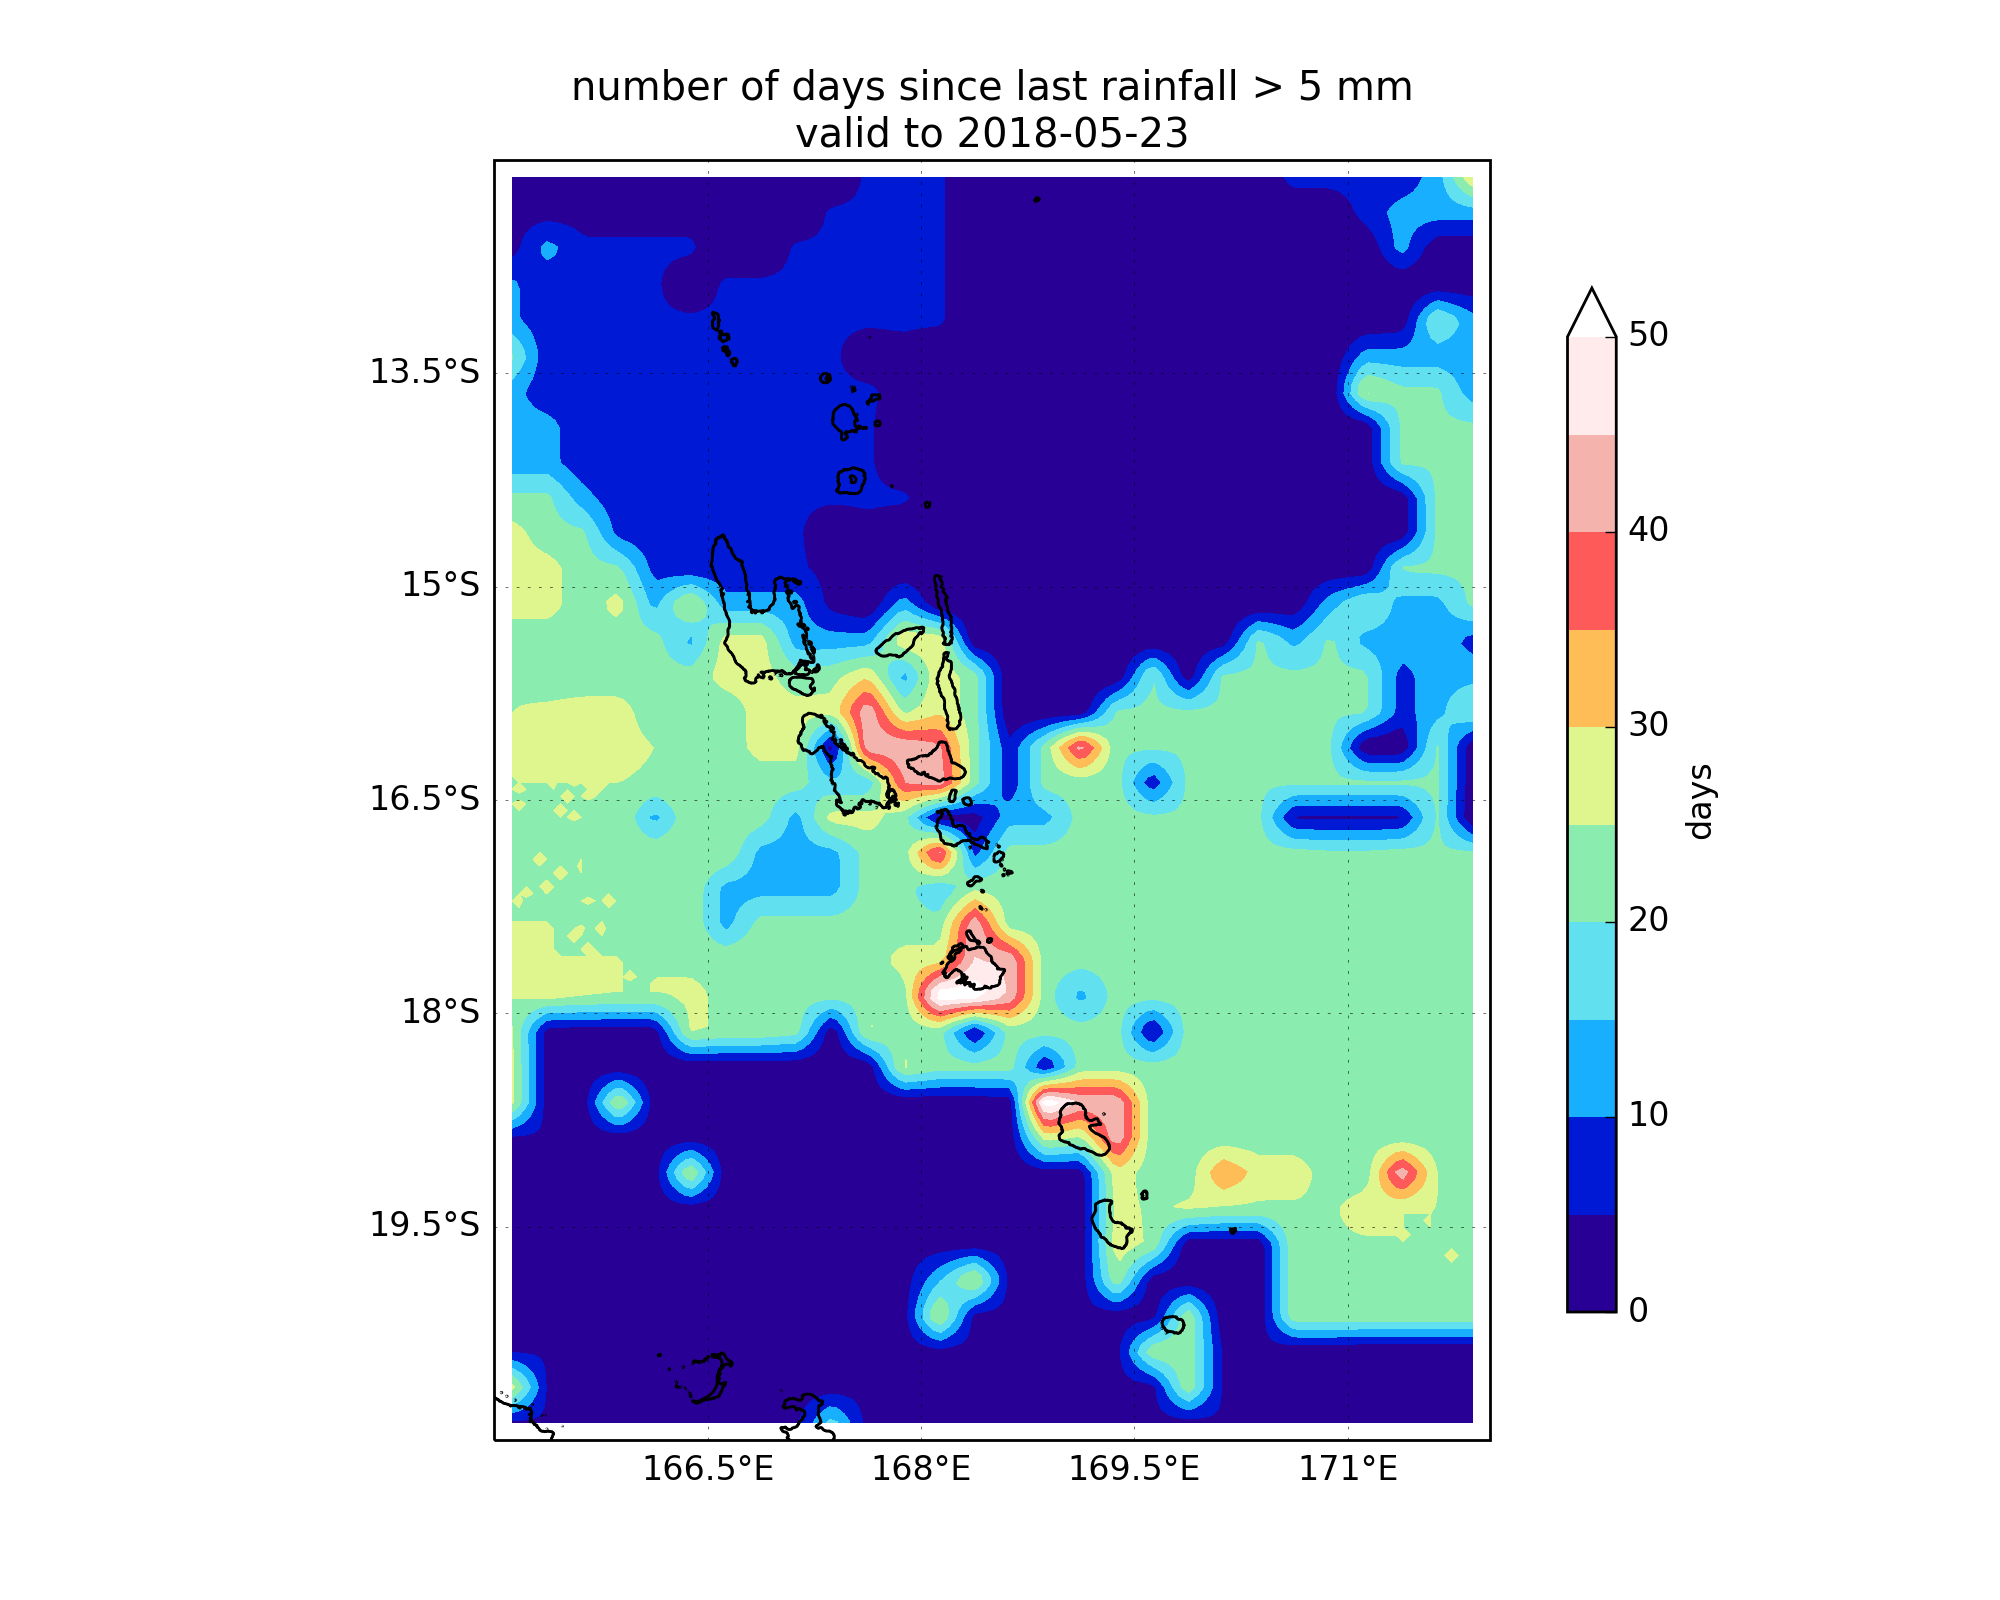 number of days since last rainfall > 5 mm
valid to 2018-05-23
13.5°S
15°S
16.5°S
18°S
19.5°S
166.5°E
168°E
169.5°E
171°E
50
40
30
20
10
0
days